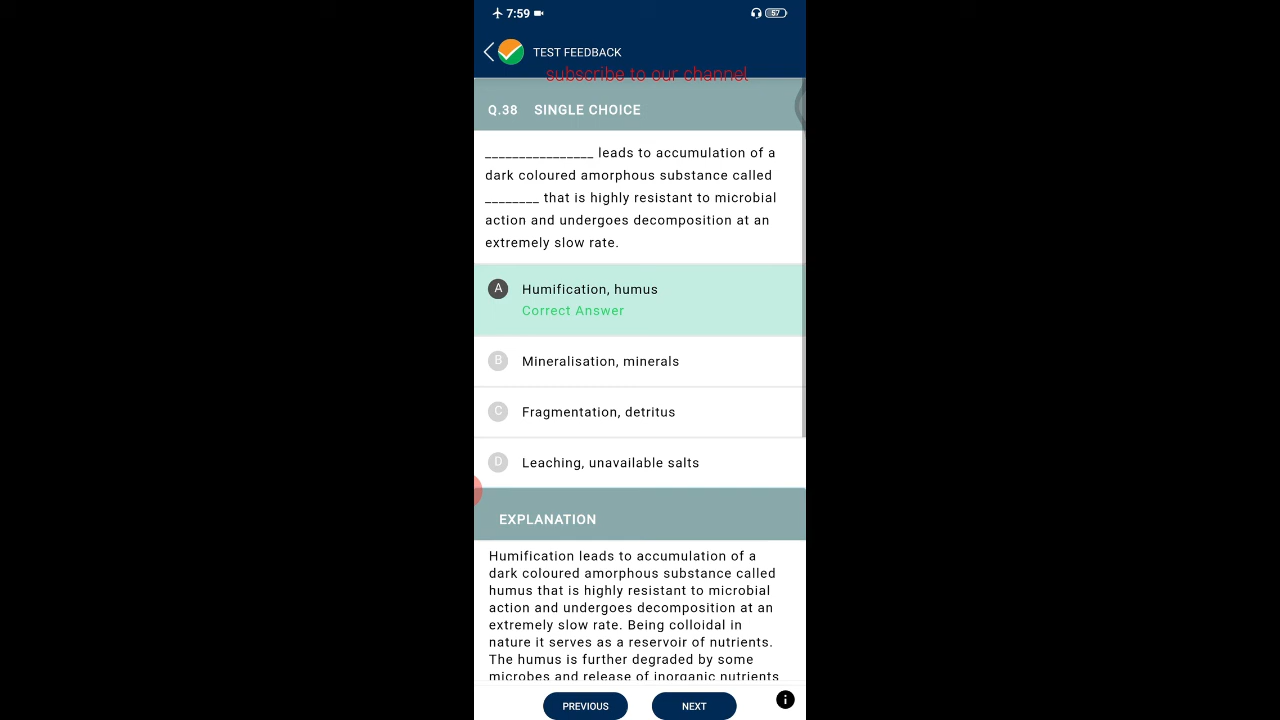 7:59
57
TEST FEEDBACK
subscribe to our channel
Q.38 SINGLE CHOICE
________________ leads to accumulation of a
dark coloured amorphous substance called
________ that is highly resistant to microbial
action and undergoes decomposition at an
extremely slow rate.
A Humification, humus
Correct Answer
B Mineralisation, minerals
C Fragmentation, detritus
D Leaching, unavailable salts
EXPLANATION
Humification leads to accumulation of a
dark coloured amorphous substance called
humus that is highly resistant to microbial
action and undergoes decomposition at an
extremely slow rate. Being colloidal in
nature it serves as a reservoir of nutrients.
The humus is further degraded by some
microbes and release of inorganic nutrients
PREVIOUS NEXT